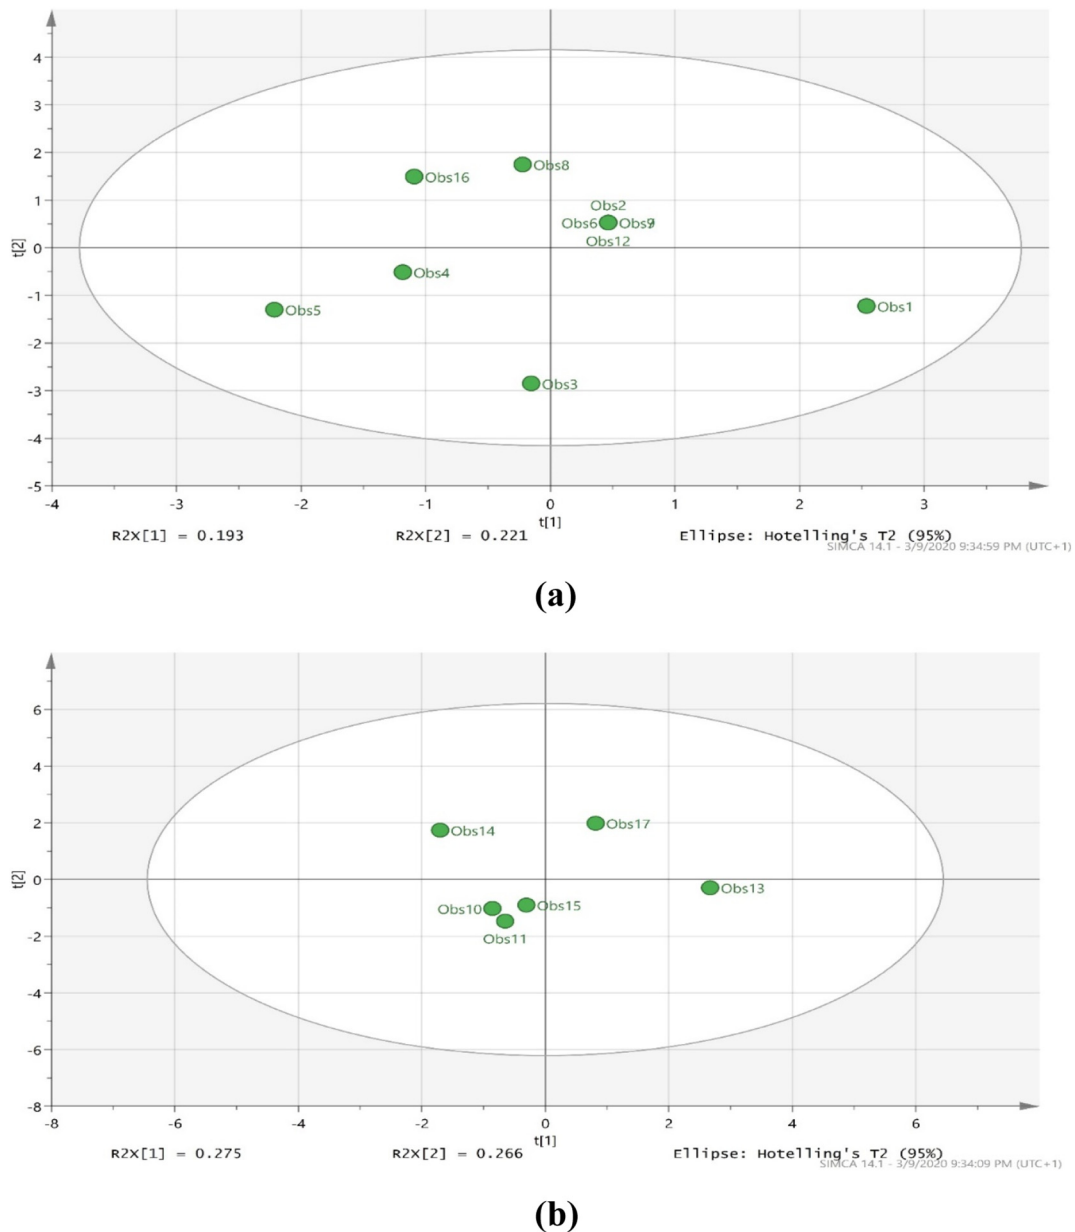 4
3
Obs8
2
Obs16
Obs2
1
Obs6
Obs12
t[2]
0
Obs4
-1
Obs5
Obs1
-2
Obs3
-3
-4
-5
-4 -3 -2 -1 0 1 2 3
t[1]
R2X[1] = 0.193 R2X[2] = 0.221 Ellipse: Hotelling's T2 (95%)
SIMCA 14.1 - 3/9/2020 9:34:59 PM (UTC+1)
(a)
6
4
2
Obs14 Obs17
t[2]
0
Obs13
Obs10 Obs15
-2
Obs11
-4
-6
-8
-8 -6 -4 -2 0 2 4 6
t[1]
R2X[1] = 0.275 R2X[2] = 0.266 Ellipse: Hotelling's T2 (95%)
SIMCA 14.1 - 3/9/2020 9:34:09 PM (UTC+1)
(b)